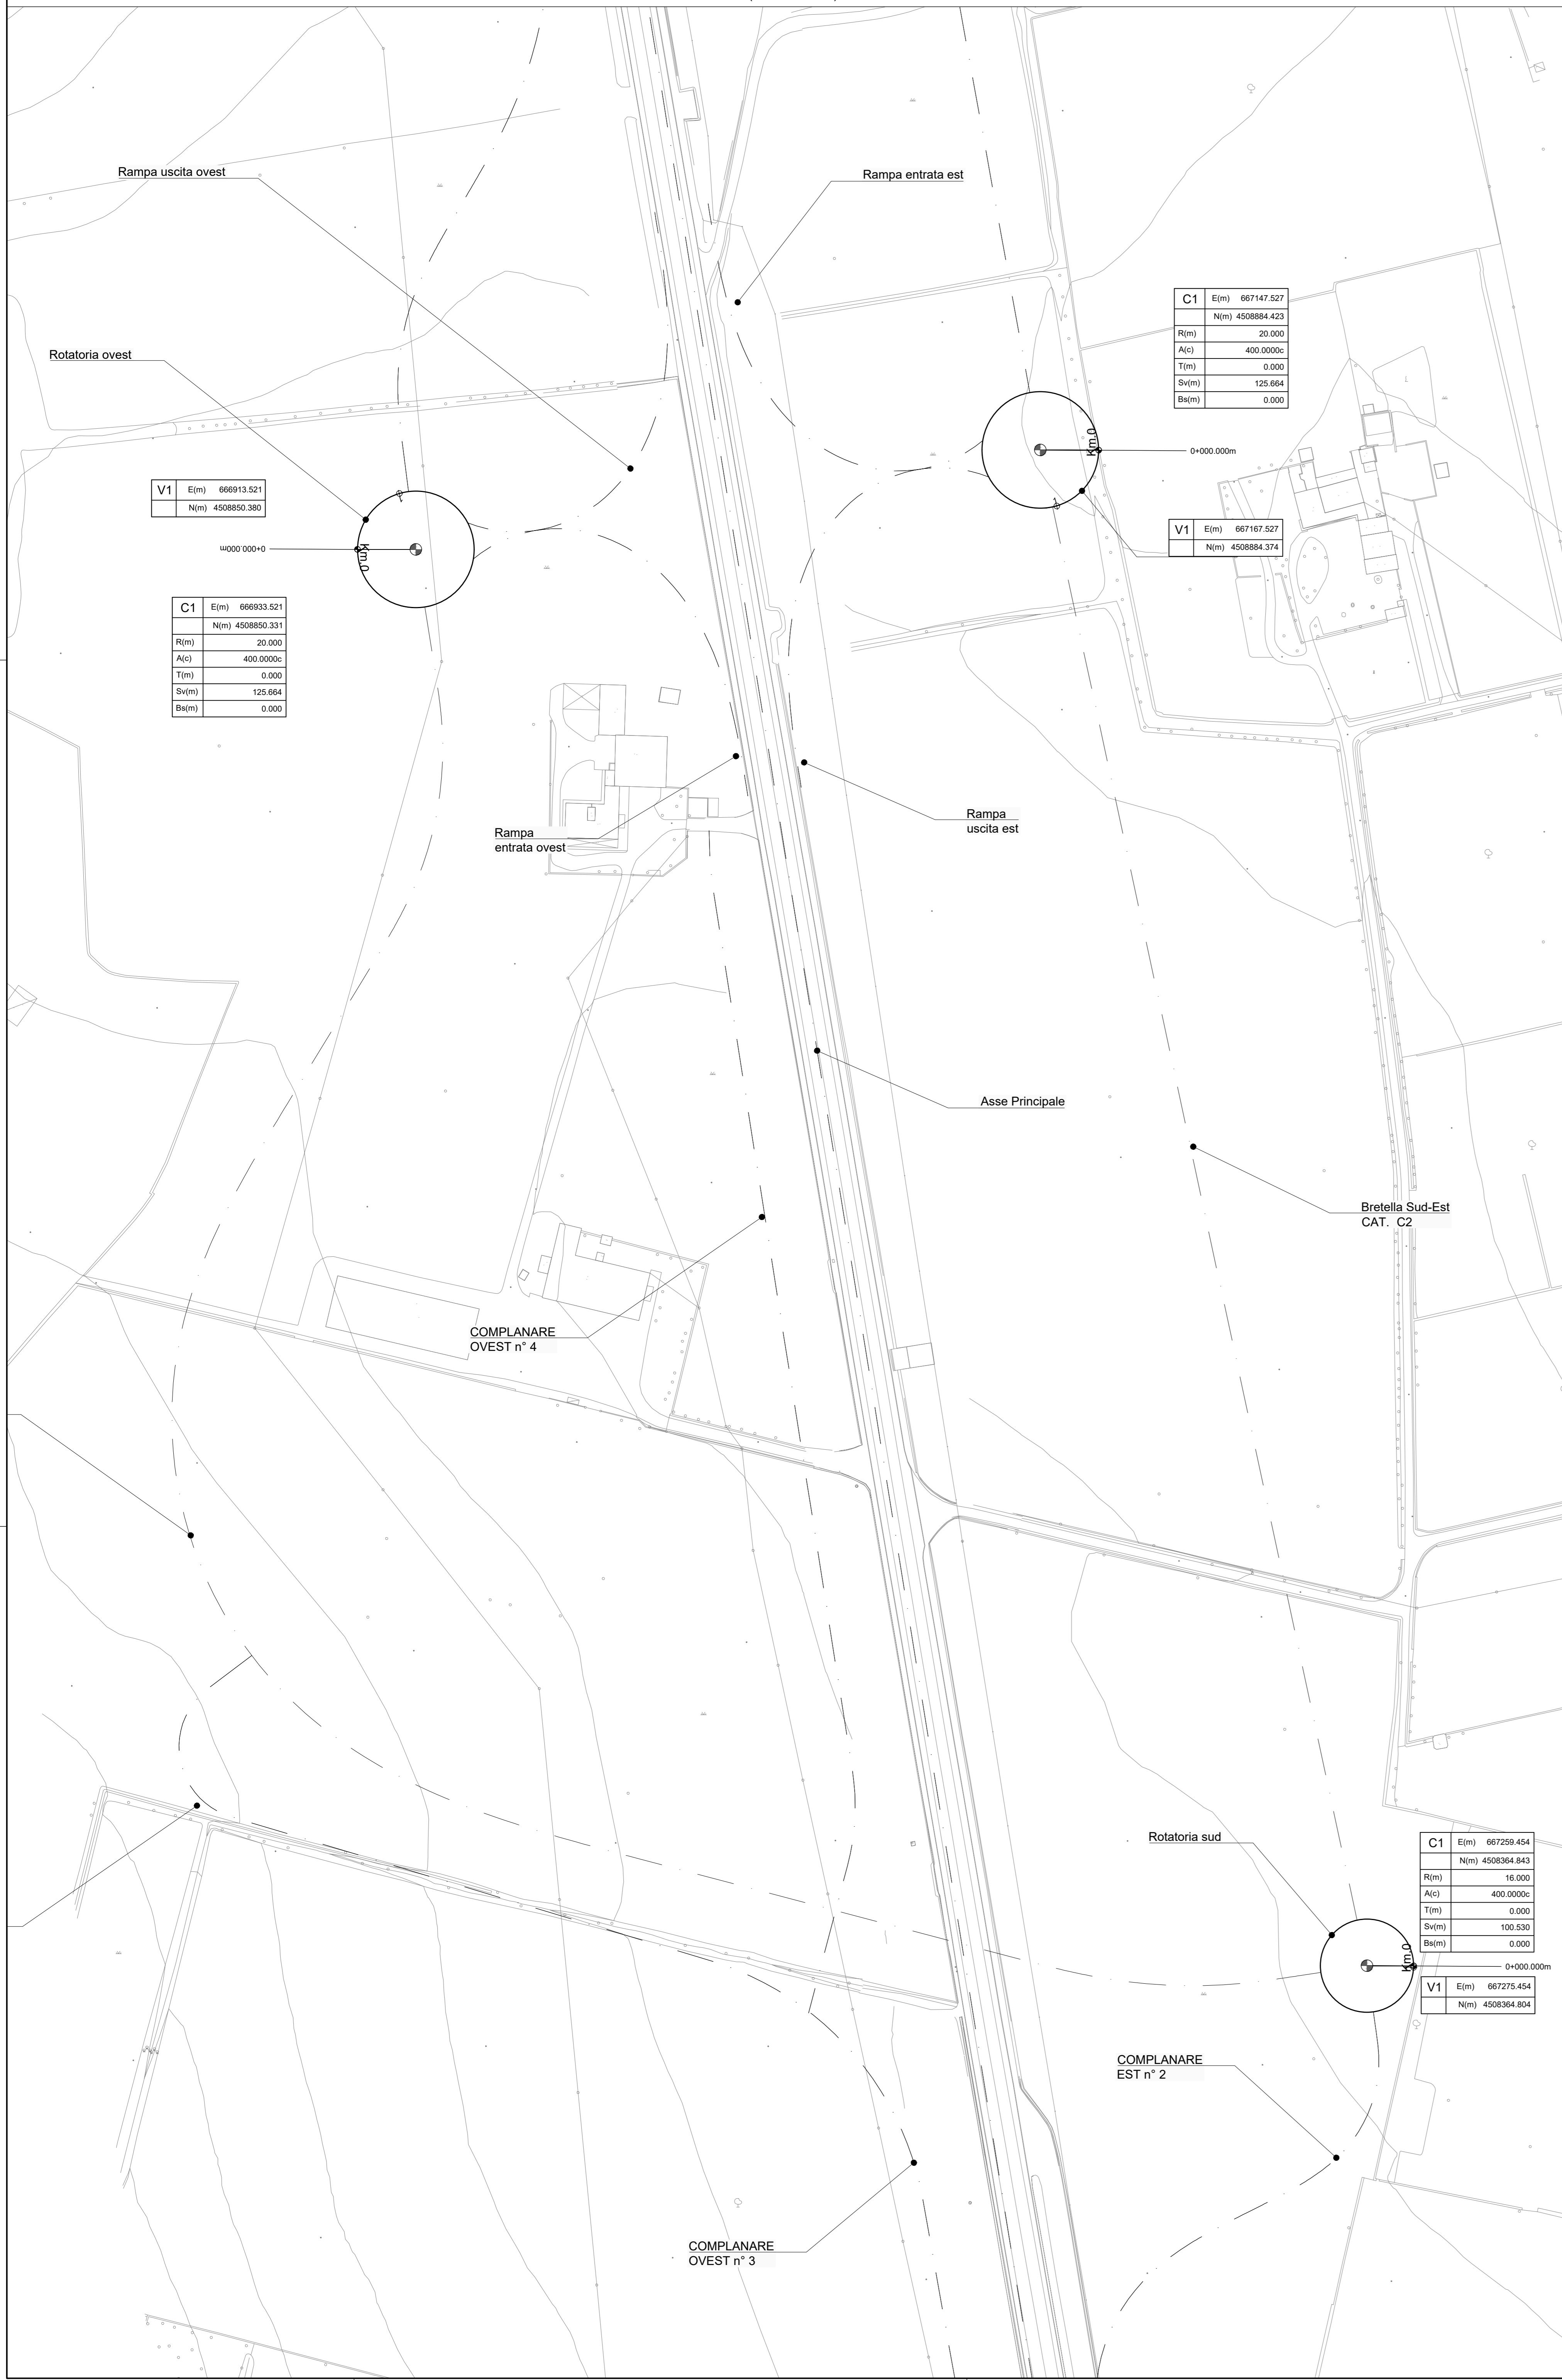 Rampa uscita ovest
Rampa entrata est
C1 E(m) 667147.527
N(m) 4508884.423
R(m) 20.000
A(c) 400.0000c
T(m) 0.000
Sv(m) 125.664
Bs(m) 0.000
Rotatoria ovest
Km.0
0+000.000m
V1 E(m) 666913.521
N(m) 4508850.380
V1 E(m) 667167.527
N(m) 4508884.374
0+000.000m
Km.0
C1 E(m) 666933.521
N(m) 4508850.331
R(m) 20.000
A(c) 400.0000c
T(m) 0.000
Sv(m) 125.664
Bs(m) 0.000
Rampa
entrata ovest
Rampa
uscita est
Asse Principale
Bretella Sud-Est
CAT. C2
COMPLANARE
OVEST n° 4
Rotatoria sud
C1 E(m) 667259.454
N(m) 4508364.843
R(m) 16.000
A(c) 400.0000c
T(m) 0.000
Sv(m) 100.530
Bs(m) 0.000
Km.0
0+000.000m
V1 E(m) 667275.454
N(m) 4508364.804
COMPLANARE
EST n° 2
COMPLANARE
OVEST n° 3